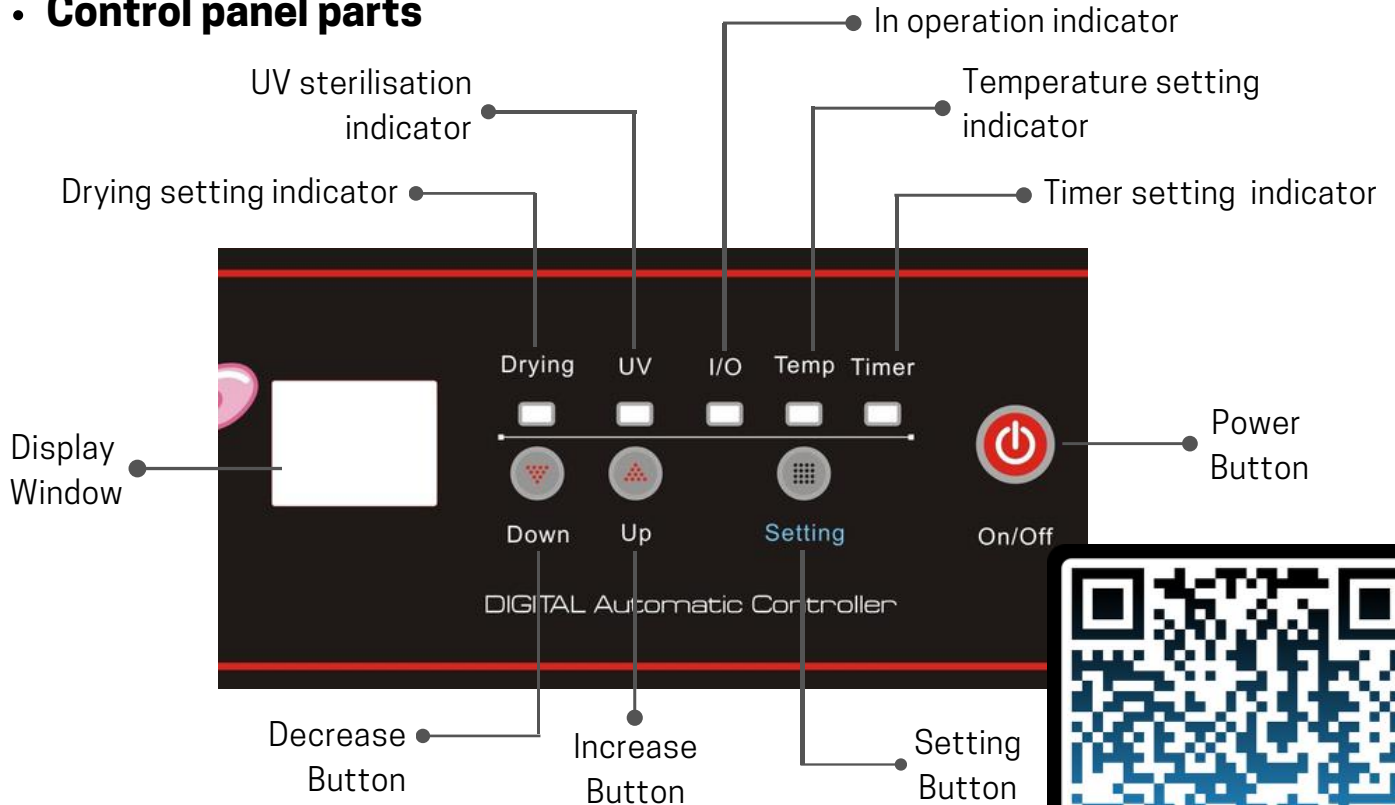 Control panel parts
In operation indicator
UV sterilisation
indicator
Temperature setting
indicator
Drying setting indicator
Timer setting indicator
Drying UV I/O Temp Timer
Display
Window
Power
Button
Down Up Setting On/Off
DIGITAL Automatic Controller
Decrease
Button
Increase
Button
Setting
Button